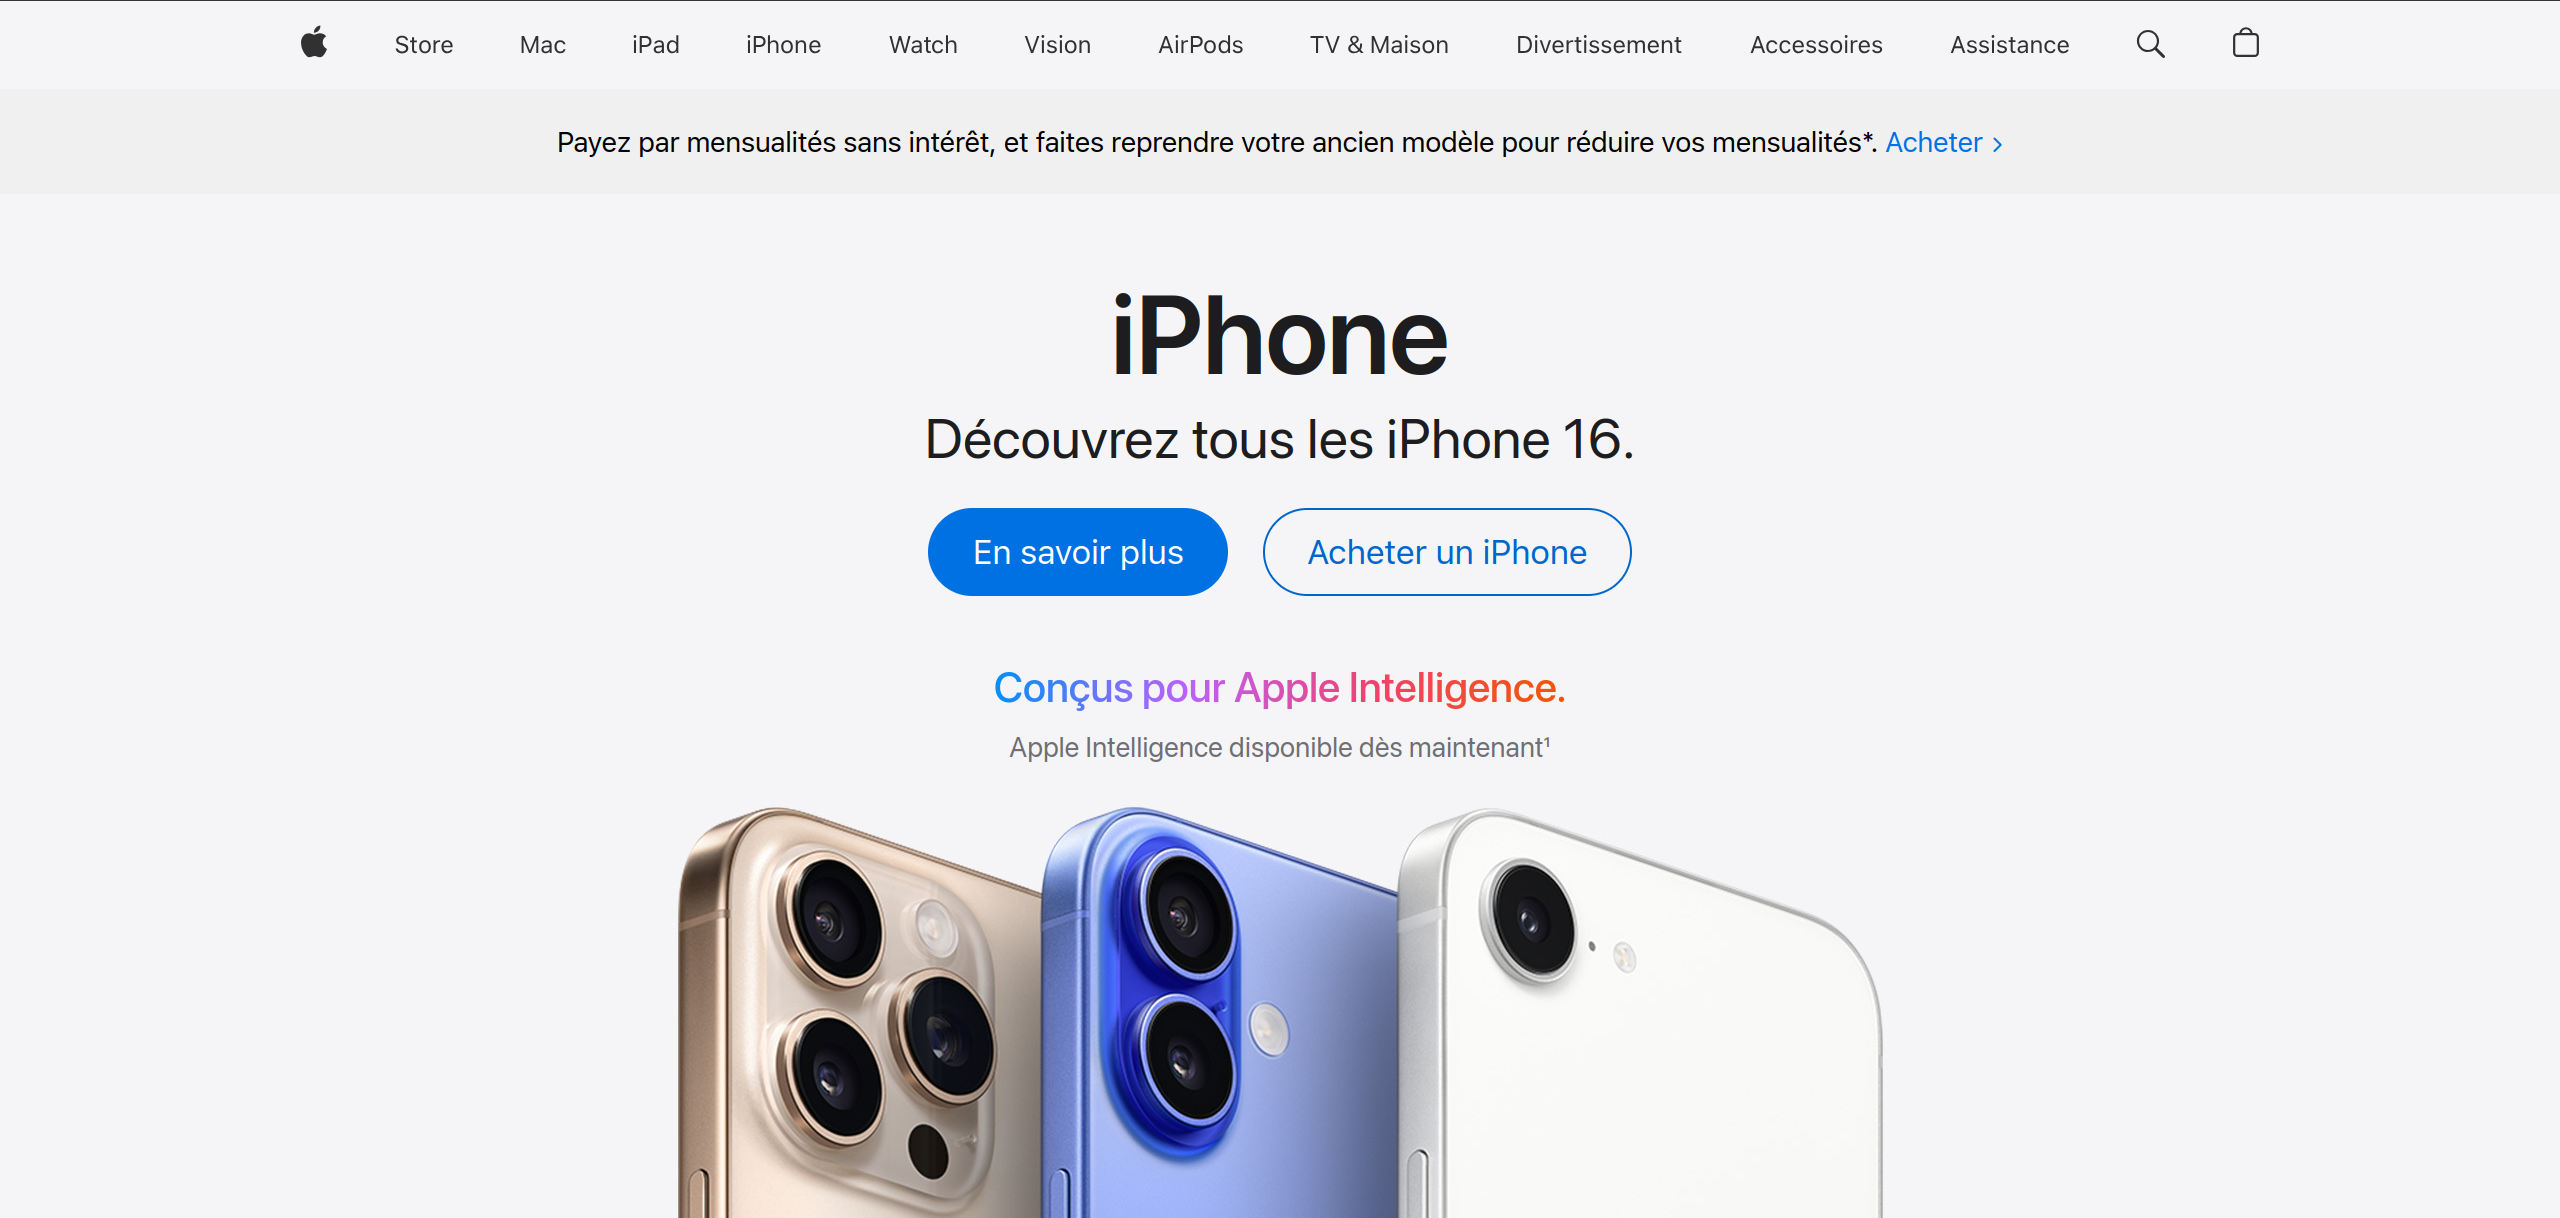 Store Mac iPad iPhone Watch Vision AirPods TV & Maison Divertissement Accessoires Assistance
Payez par mensualités sans intérêt, et faites reprendre votre ancien modèle pour réduire vos mensualités*. Acheter >
iPhone
Découvrez tous les iPhone 16.
En savoir plus Acheter un iPhone
Conçus pour Apple Intelligence.
Apple Intelligence disponible dès maintenant¹